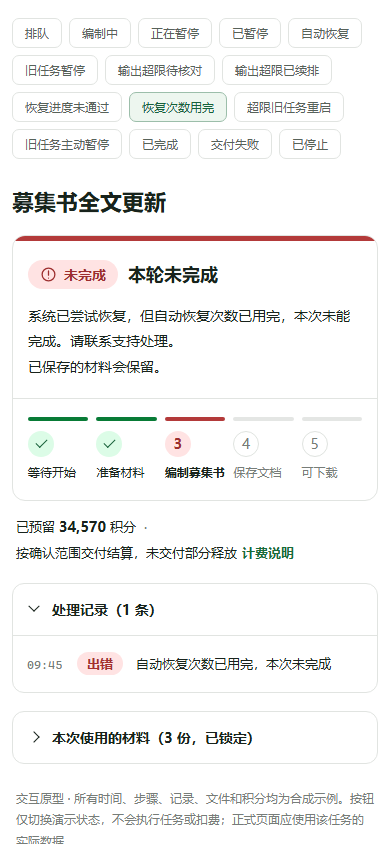 排队 编制中 正在暂停 已暂停 自动恢复
旧任务暂停 输出超限待核对 输出超限已续排
恢复进度未通过 恢复次数用完 超限旧任务重启
旧任务主动暂停 已完成 交付失败 已停止
募集书全文更新
未完成 本轮未完成
系统已尝试恢复，但自动恢复次数已用完，本次未能
完成。请联系支持处理。
已保存的材料会保留。
3 4 5
等待开始 准备材料 编制募集书 保存文档 可下载
已预留 34,570 积分 ·
按确认范围交付结算，未交付部分释放 计费说明
处理记录（1 条）
09:45 出错 自动恢复次数已用完，本次未完成
本次使用的材料（3 份，已锁定）
交互原型 · 所有时间、步骤、记录、文件和积分均为合成示例。按钮
仅切换演示状态，不会执行任务或扣费；正式页面应使用该任务的
实际数据